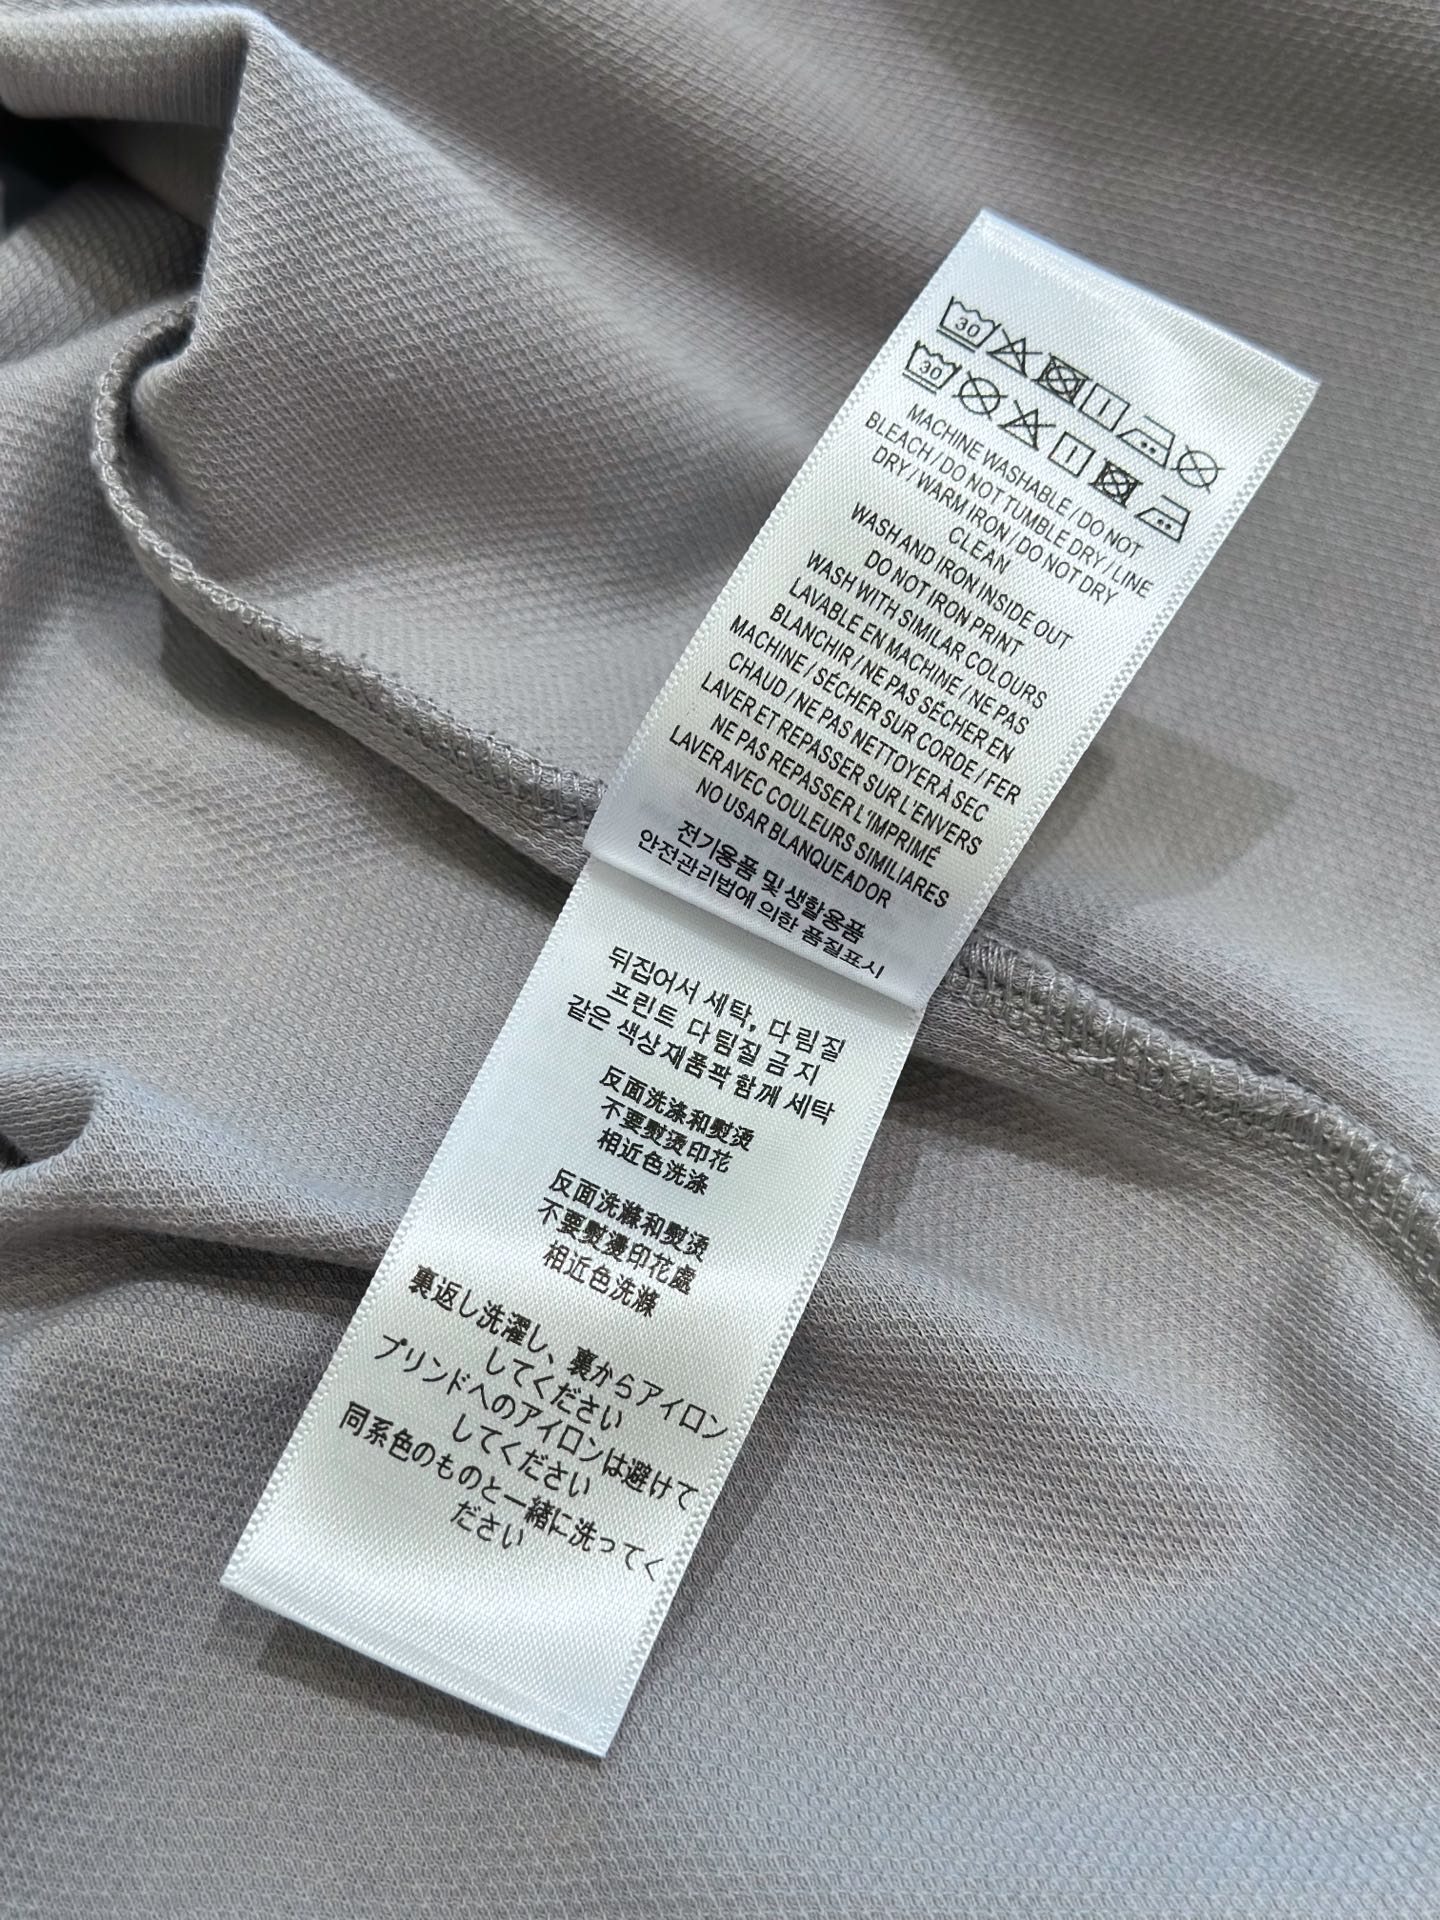 30
30
MACHINE WASHABLE / DO NOT
BLEACH / DO NOT TUMBLE DRY / LINE
DRY / WARM IRON / DO NOT DRY
CLEAN
WASH AND IRON INSIDE OUT
DO NOT IRON PRINT
WASH WITH SIMILAR COLOURS
LAVABLE EN MACHINE / NE PAS
BLANCHIR / NE PAS SÉCHER EN
MACHINE / SÉCHER SUR CORDE / FER
CHAUD / NE PAS NETTOYER À SEC
LAVER ET REPASSER SUR L'ENVERS
NE PAS REPASSER L'IMPRIMÉ
LAVER AVEC COULEURS SIMILIARES
NO USAR BLANQUEADOR
전기용품 및 생활용품
안전관리법에 의한 품질표시
뒤집어서 세탁, 다림질
프린트 다팀질 금지
같은 색상제품팍 함께 세탁
反面洗涤和熨烫
不要熨烫印花
相近色洗涤
反面洗滌和熨燙
不要熨燙印花處
相近色洗滌
裏返し洗濯し、裏からアイロン
してください
プリンドへのアイロンは避けて
してください
同系色のものと一緒に洗ってく
ださい